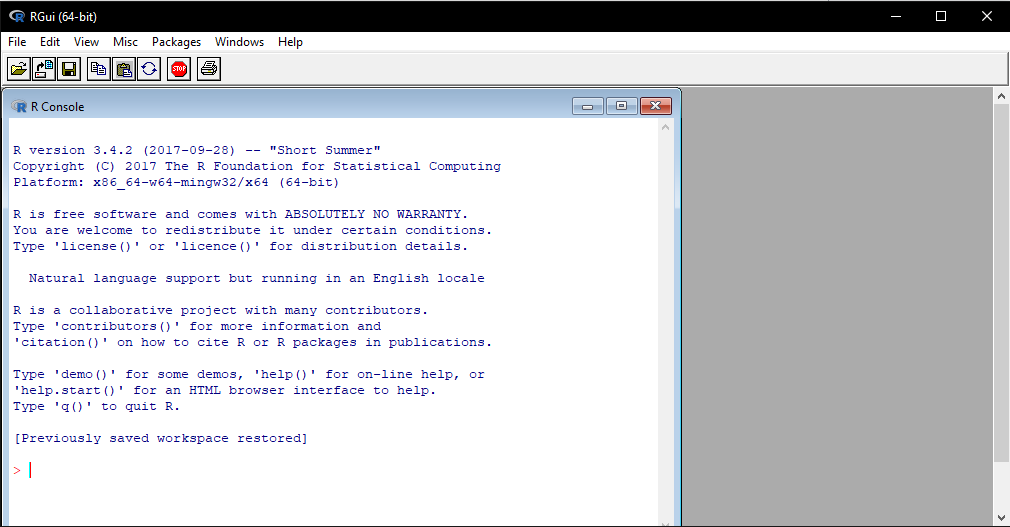 RGui (64-bit)
File Edit View Misc Packages Windows Help
STOP
R Console
R version 3.4.2 (2017-09-28) -- "Short Summer"
Copyright (C) 2017 The R Foundation for Statistical Computing
Platform: x86_64-w64-mingw32/x64 (64-bit)
R is free software and comes with ABSOLUTELY NO WARRANTY.
You are welcome to redistribute it under certain conditions.
Type 'license()' or 'licence()' for distribution details.
Natural language support but running in an English locale
R is a collaborative project with many contributors.
Type 'contributors()' for more information and
'citation()' on how to cite R or R packages in publications.
Type 'demo()' for some demos, 'help()' for on-line help, or
'help.start()' for an HTML browser interface to help.
Type 'q()' to quit R.
[Previously saved workspace restored]
>